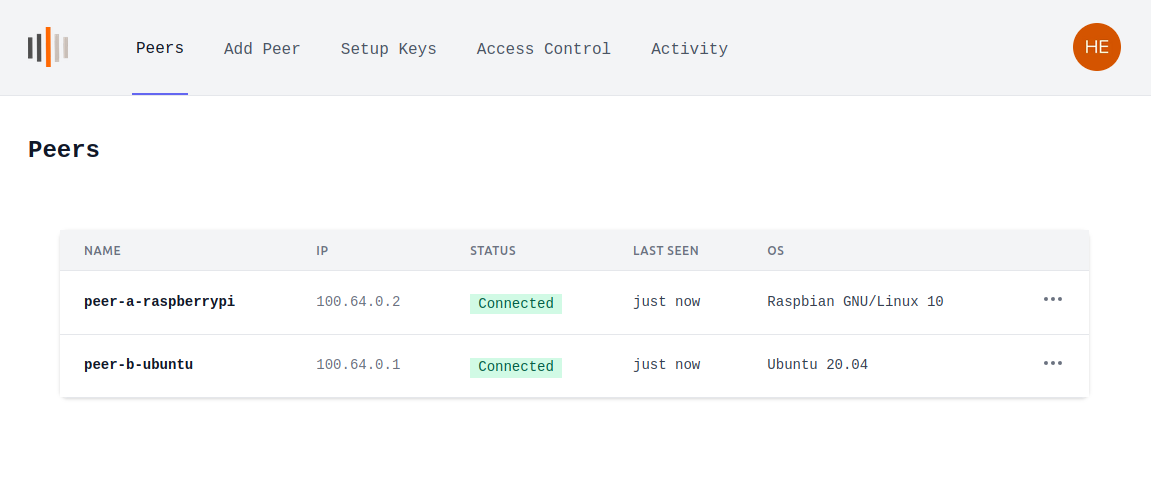 Peers Add Peer Setup Keys Access Control Activity HE
Peers
NAME IP STATUS LAST SEEN OS
peer-a-raspberrypi 100.64.0.2 Connected just now Raspbian GNU/Linux 10
peer-b-ubuntu 100.64.0.1 Connected just now Ubuntu 20.04